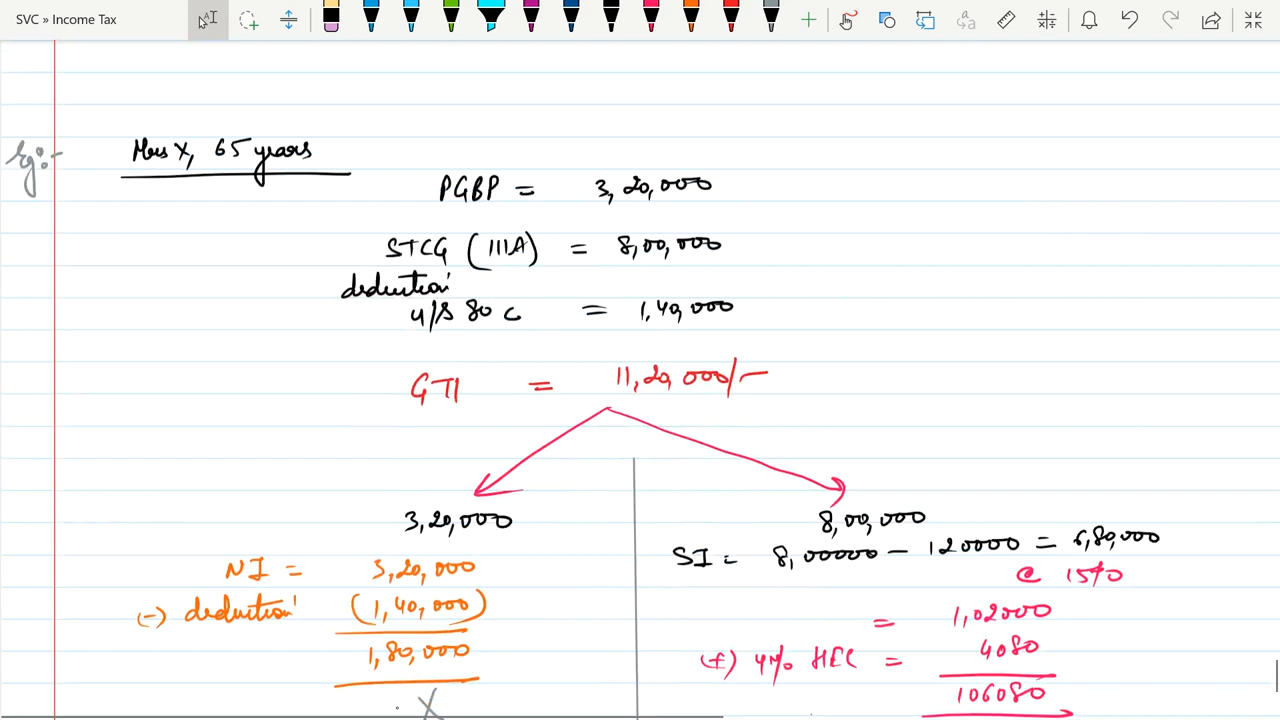 SVC » Income Tax
Eg:-
Mrs X, 65 years
PGBP = 3,20,000
STCG (111A) = 8,00,000
deduction
u/s 80 C = 1,40,000
GTI = 11,20,000/-
3,20,000
8,00,000
SI = 8,00000 - 120000 = 6,80,000
@ 15%
NI = 3,20,000
(-) deduction (1,40,000)
1,80,000
X
= 1,02000
(+) 4% HEC = 4080
106080